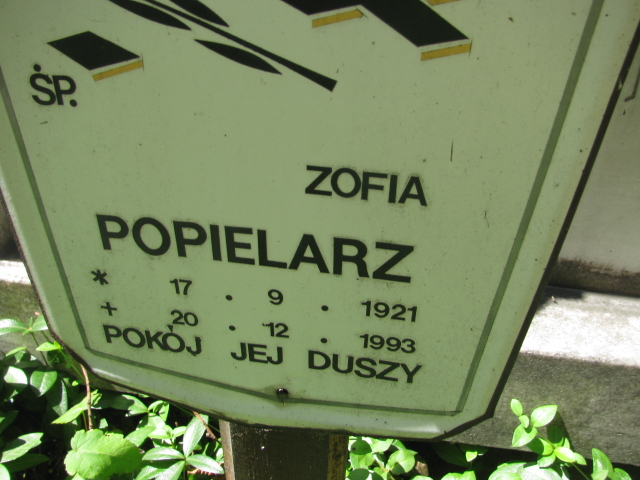 ŚP.
ZOFIA
POPIELARZ
* 17 . 9 . 1921
+ 20 . 12 . 1993
POKÓJ JEJ DUSZY